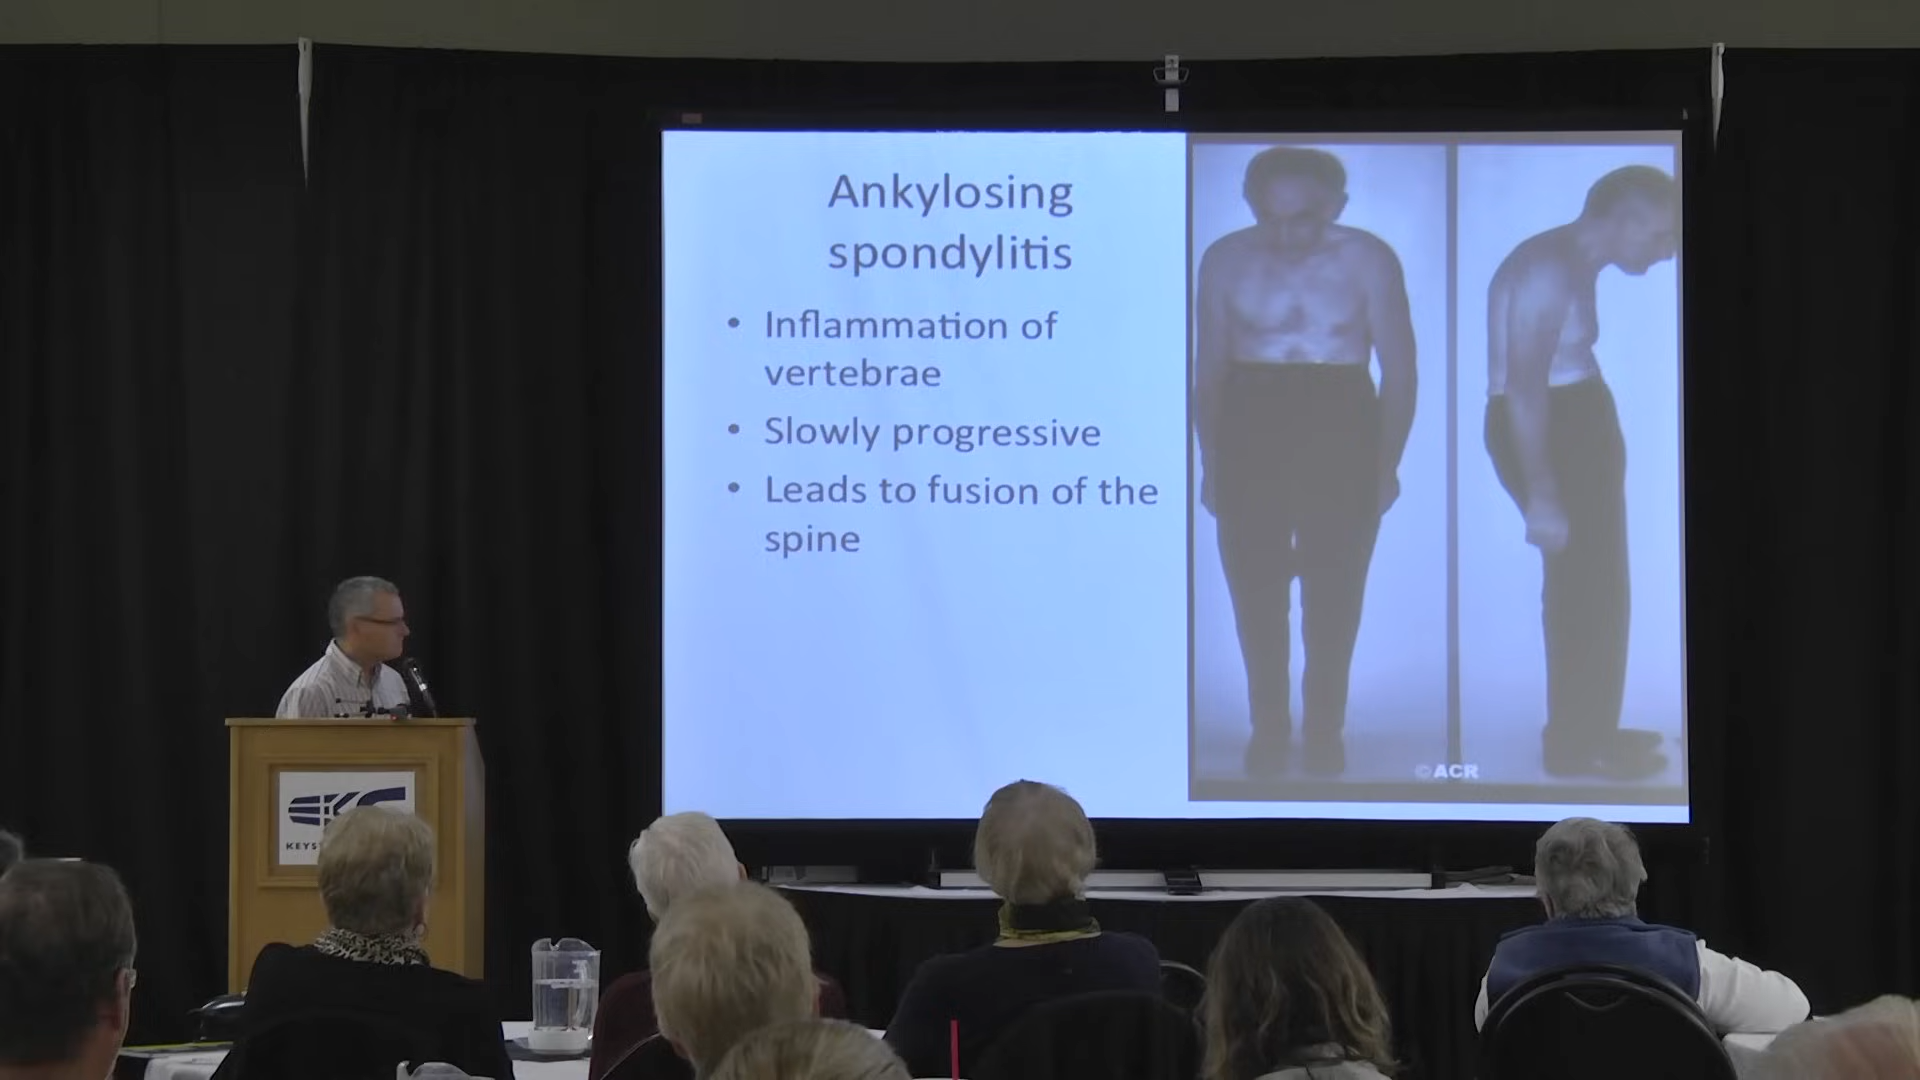 Ankylosing
spondylitis
• Inflammation of
vertebrae
• Slowly progressive
• Leads to fusion of the
spine
©ACR